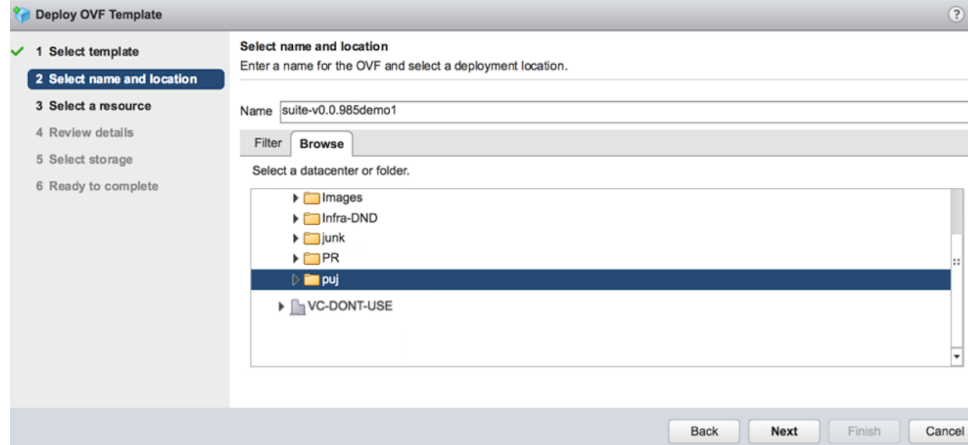 Deploy OVF Template
?
1 Select template
2 Select name and location
3 Select a resource
4 Review details
5 Select storage
6 Ready to complete
Select name and location
Enter a name for the OVF and select a deployment location.
Name suite-v0.0.985demo1
Filter Browse
Select a datacenter or folder.
Images
Infra-DND
junk
PR
puj
VC-DONT-USE
Back Next Finish Cancel